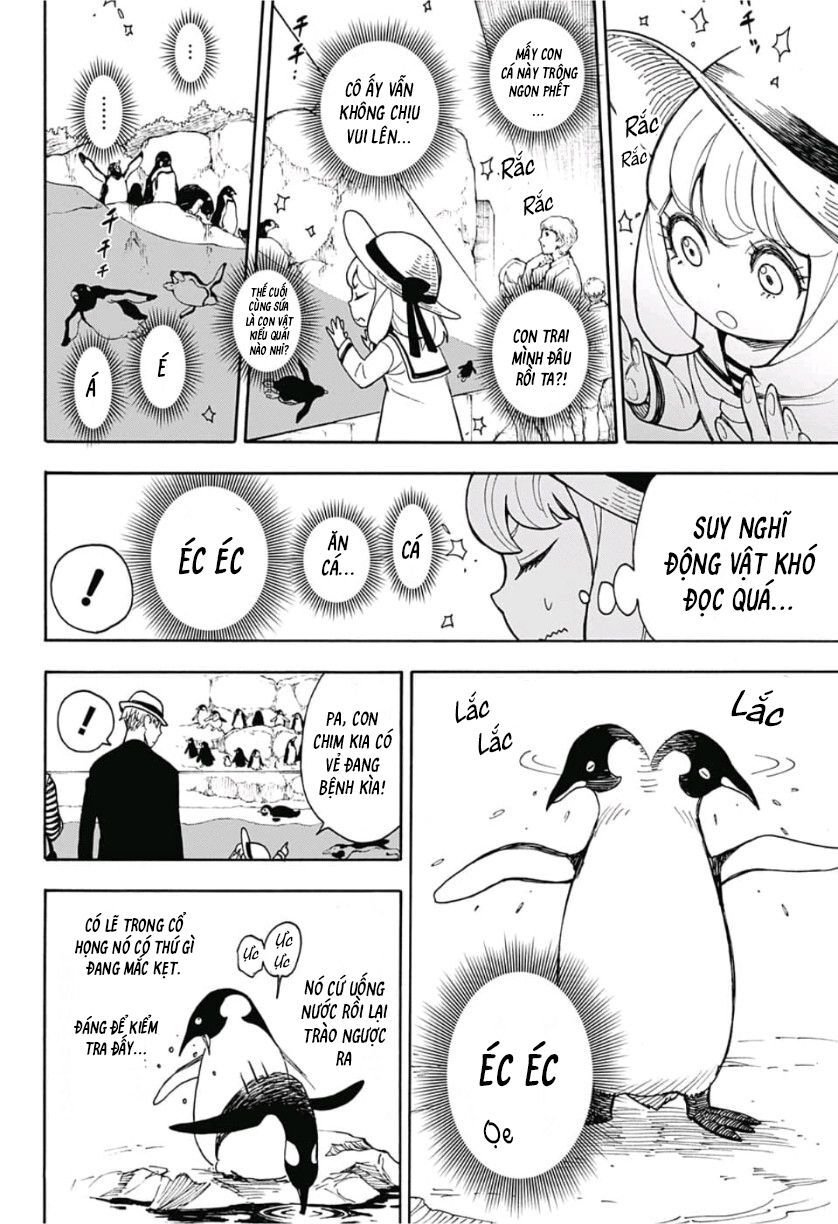 Rắc
Rắc
MẤY CON
CÁ NÀY TRÔNG
NGON PHẾT
...
Rắc
Rắc
CON TRAI
MÌNH ĐÂU
RỒI TA?!
CÔ ẤY VẪN
KHÔNG CHỊU
VUI LÊN...
THẾ CUỐI
CÙNG SỨA
LÀ CON VẬT
KIỂU QUÁI
NÀO NHỈ?
...
......
É
Á
SUY NGHĨ
ĐỘNG VẬT KHÓ
ĐỌC QUÁ...
CÁ
ĂN
CÁ...
ÉC ÉC
!
Lắc
Lắc
Lắc
ÉC ÉC
Ọe
PA, CON
CHIM KIA CÓ
VẺ ĐANG
BỆNH KÌA!
!
Ực
Ực
Ực
NÓ CỨ UỐNG
NƯỚC RỒI LẠI
TRÀO NGƯỢC
RA
CÓ LẼ TRONG CỔ
HỌNG NÓ CÓ THỨ GÌ
ĐANG MẮC KẸT.
ĐÁNG ĐỂ KIỂM
TRA ĐẤY...